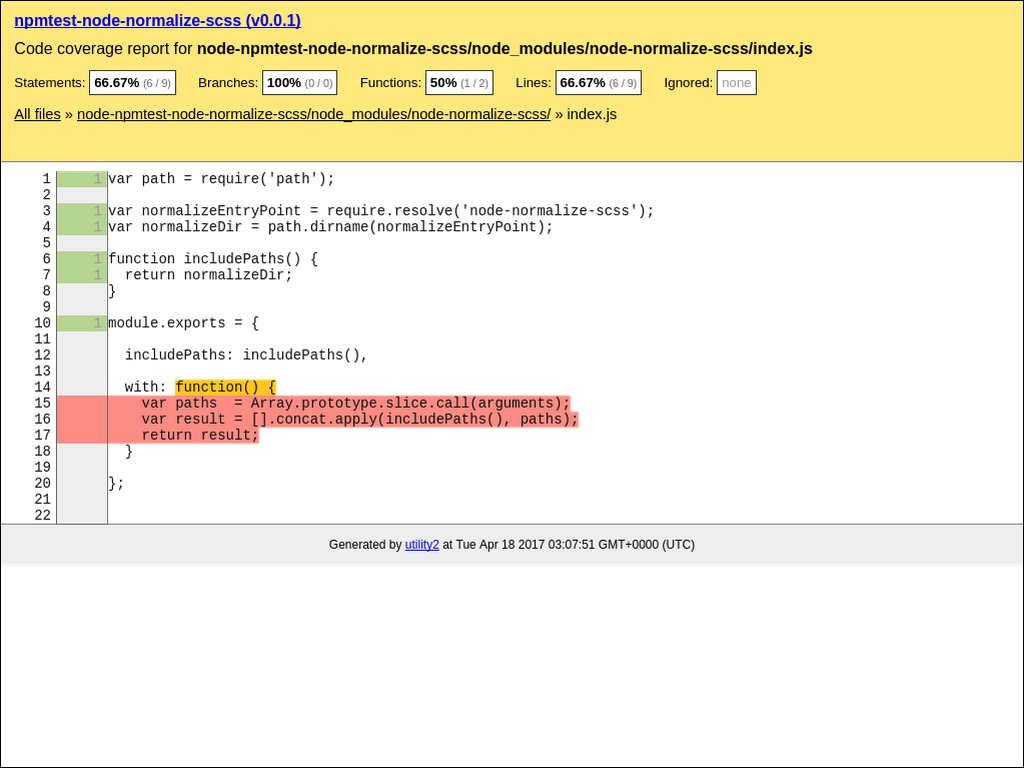 npmtest-node-normalize-scss (v0.0.1)
Code coverage report for node-npmtest-node-normalize-scss/node_modules/node-normalize-scss/index.js
Statements: 66.67% (6 / 9) Branches: 100% (0 / 0) Functions: 50% (1 / 2) Lines: 66.67% (6 / 9) Ignored: none
All files » node-npmtest-node-normalize-scss/node_modules/node-normalize-scss/ » index.js
1 1 var path = require('path');
2
3 1 var normalizeEntryPoint = require.resolve('node-normalize-scss');
4 1 var normalizeDir = path.dirname(normalizeEntryPoint);
5
6 1 function includePaths() {
7 1   return normalizeDir;
8 }
9
10 1 module.exports = {
11
12   includePaths: includePaths(),
13
14   with: function() {
15     var paths  = Array.prototype.slice.call(arguments);
16     var result = [].concat.apply(includePaths(), paths);
17     return result;
18   }
19
20 };
21
22
Generated by utility2 at Tue Apr 18 2017 03:07:51 GMT+0000 (UTC)